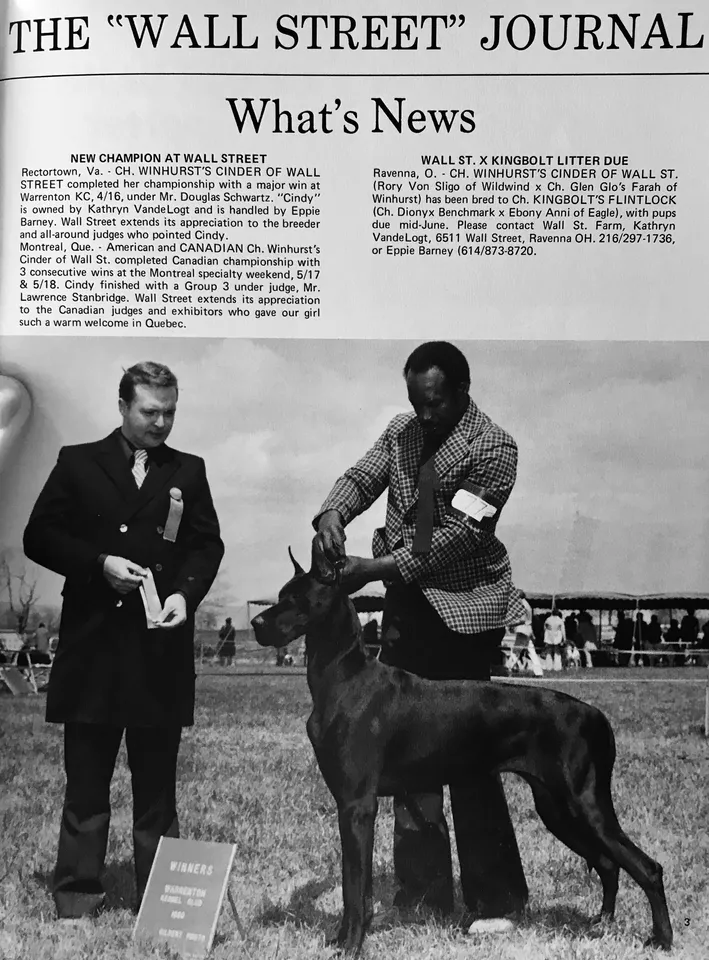 THE "WALL STREET" JOURNAL
What's News
NEW CHAMPION AT WALL STREET
Rectortown, Va. - CH. WINHURST'S CINDER OF WALL
STREET completed her championship with a major win at
Warrenton KC, 4/16, under Mr. Douglas Schwartz. "Cindy"
is owned by Kathryn VandeLogt and is handled by Eppie
Barney. Wall Street extends its appreciation to the breeder
and all-around judges who pointed Cindy.
Montreal, Que. - American and CANADIAN Ch. Winhurst's
Cinder of Wall St. completed Canadian championship with
3 consecutive wins at the Montreal specialty weekend, 5/17
& 5/18. Cindy finished with a Group 3 under judge, Mr.
Lawrence Stanbridge. Wall Street extends its appreciation
to the Canadian judges and exhibitors who gave our girl
such a warm welcome in Quebec.
WALL ST. X KINGBOLT LITTER DUE
Ravenna, O. - CH. WINHURST'S CINDER OF WALL ST.
(Rory Von Sligo of Wildwind x Ch. Glen Glo's Farah of
Winhurst) has been bred to Ch. KINGBOLT'S FLINTLOCK
(Ch. Dionyx Benchmark x Ebony Anni of Eagle), with pups
due mid-June. Please contact Wall St. Farm, Kathryn
VandeLogt, 6511 Wall Street, Ravenna OH. 216/297-1736,
or Eppie Barney (614/873-8720.
WINNERS
WARRENTON
KENNEL CLUB
1980
3